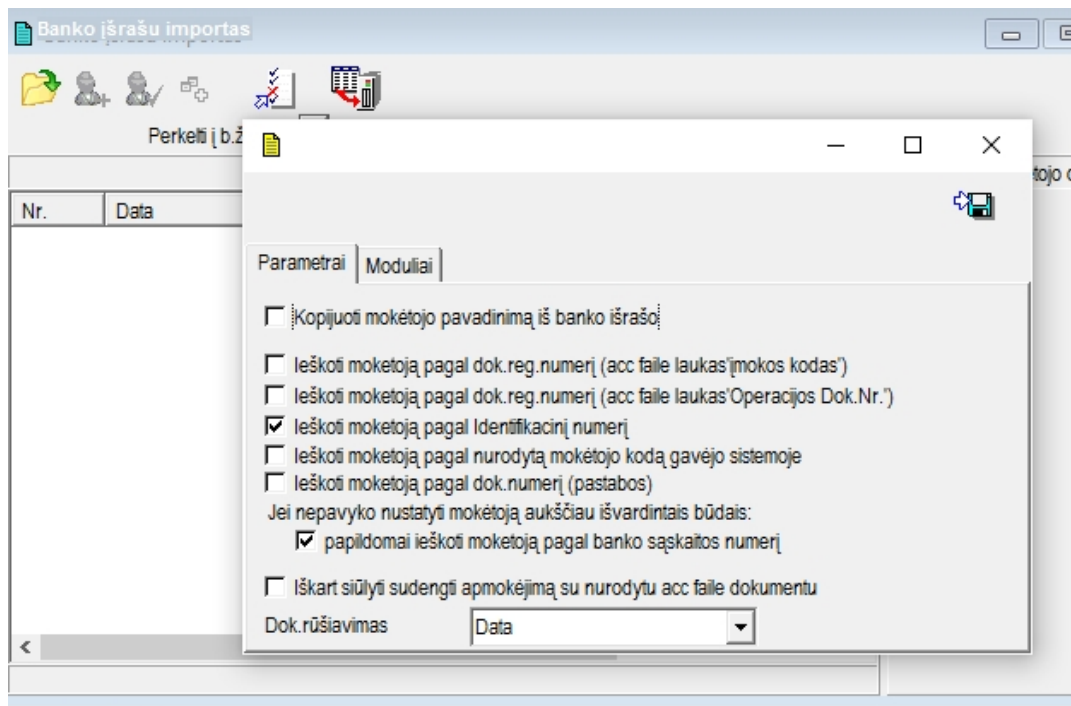 Banko įšrašu importas
Perkelti į b.ž
tojo
Nr.
Data
Parametrai
Moduliai
Kopijuoti mokėtojo pavadinimą iš banko išrašo
Ieškoti moketoją pagal dok.reg.numerį (acc faile laukas'įmokos kodas')
Ieškoti moketoją pagal dok.reg.numerį (acc faile laukas'Operacijos Dok.Nr.')
Ieškoti moketoją pagal Identifikacinį numerį
Ieškoti moketoją pagal nurodytą mokėtojo kodą gavėjo sistemoje
Ieškoti moketoją pagal dok.numerį (pastabos)
Jei nepavyko nustatyti mokėtoją aukščiau išvardintais būdais:
papildomai ieškoti moketoją pagal banko sąskaitos numerį
Iškart siūlyti sudengti apmokėjimą su nurodytu acc faile dokumentu
Dok.rūšiavimas
Data